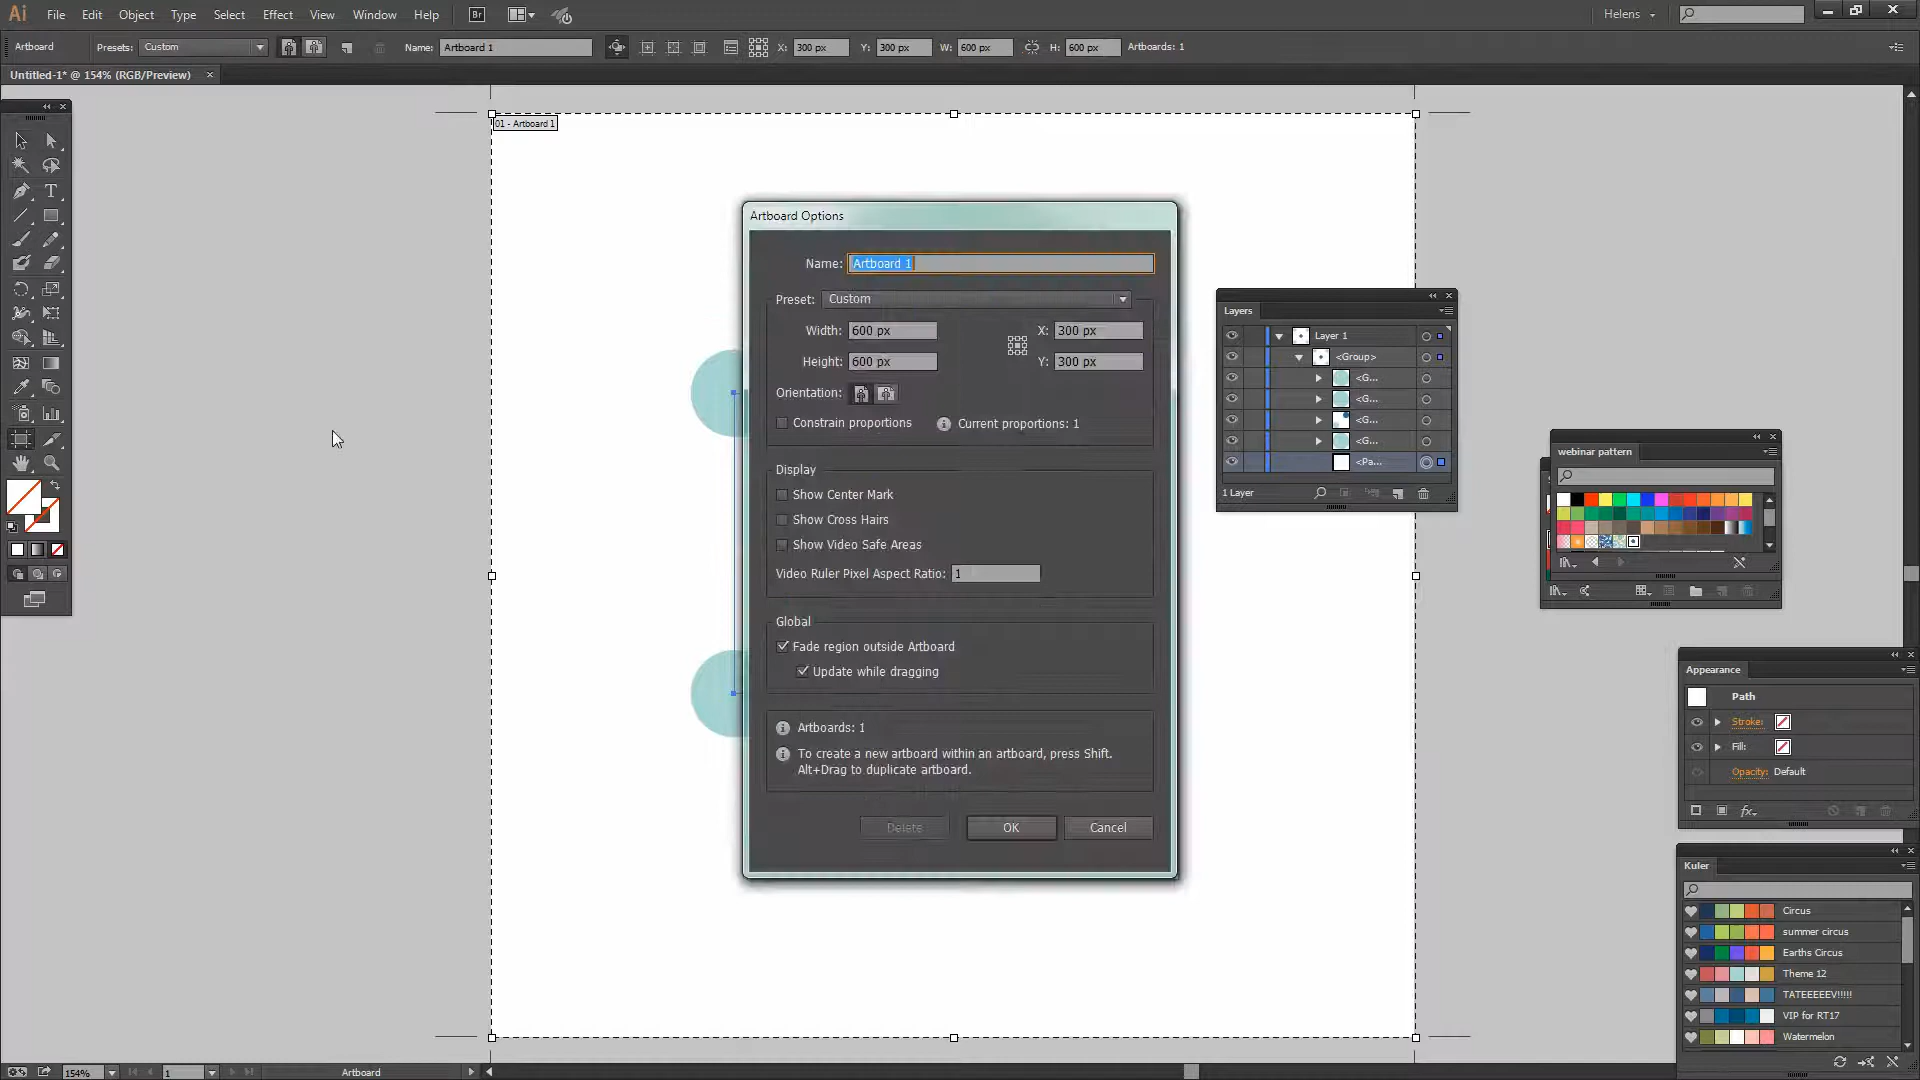 Ai File Edit Object Type Select Effect View Window Help Br Helens
Artboard Presets: Custom Name: Artboard 1 X: 300 px Y: 300 px W: 600 px H: 600 px Artboards: 1
Untitled-1* @ 154% (RGB/Preview)
01 - Artboard 1
Artboard Options
Name: Artboard 1
Preset: Custom
Width: 600 px X: 300 px
Height: 600 px Y: 300 px
Orientation:
Constrain proportions Current proportions: 1
Display
Show Center Mark
Show Cross Hairs
Show Video Safe Areas
Video Ruler Pixel Aspect Ratio: 1
Global
Fade region outside Artboard
Update while dragging
Artboards: 1
To create a new artboard within an artboard, press Shift.
Alt+Drag to duplicate artboard.
Delete OK Cancel
Layers
Layer 1
<Group>
<G...
<G...
<G...
<G...
<Pa...
1 Layer
webinar pattern
Appearance
Path
Stroke:
Fill:
Opacity: Default
fx
Kuler
Circus
summer circus
Earths Circus
Theme 12
TATEEEEEV!!!!!
VIP for RT17
Watermelon
154% 1 Artboard